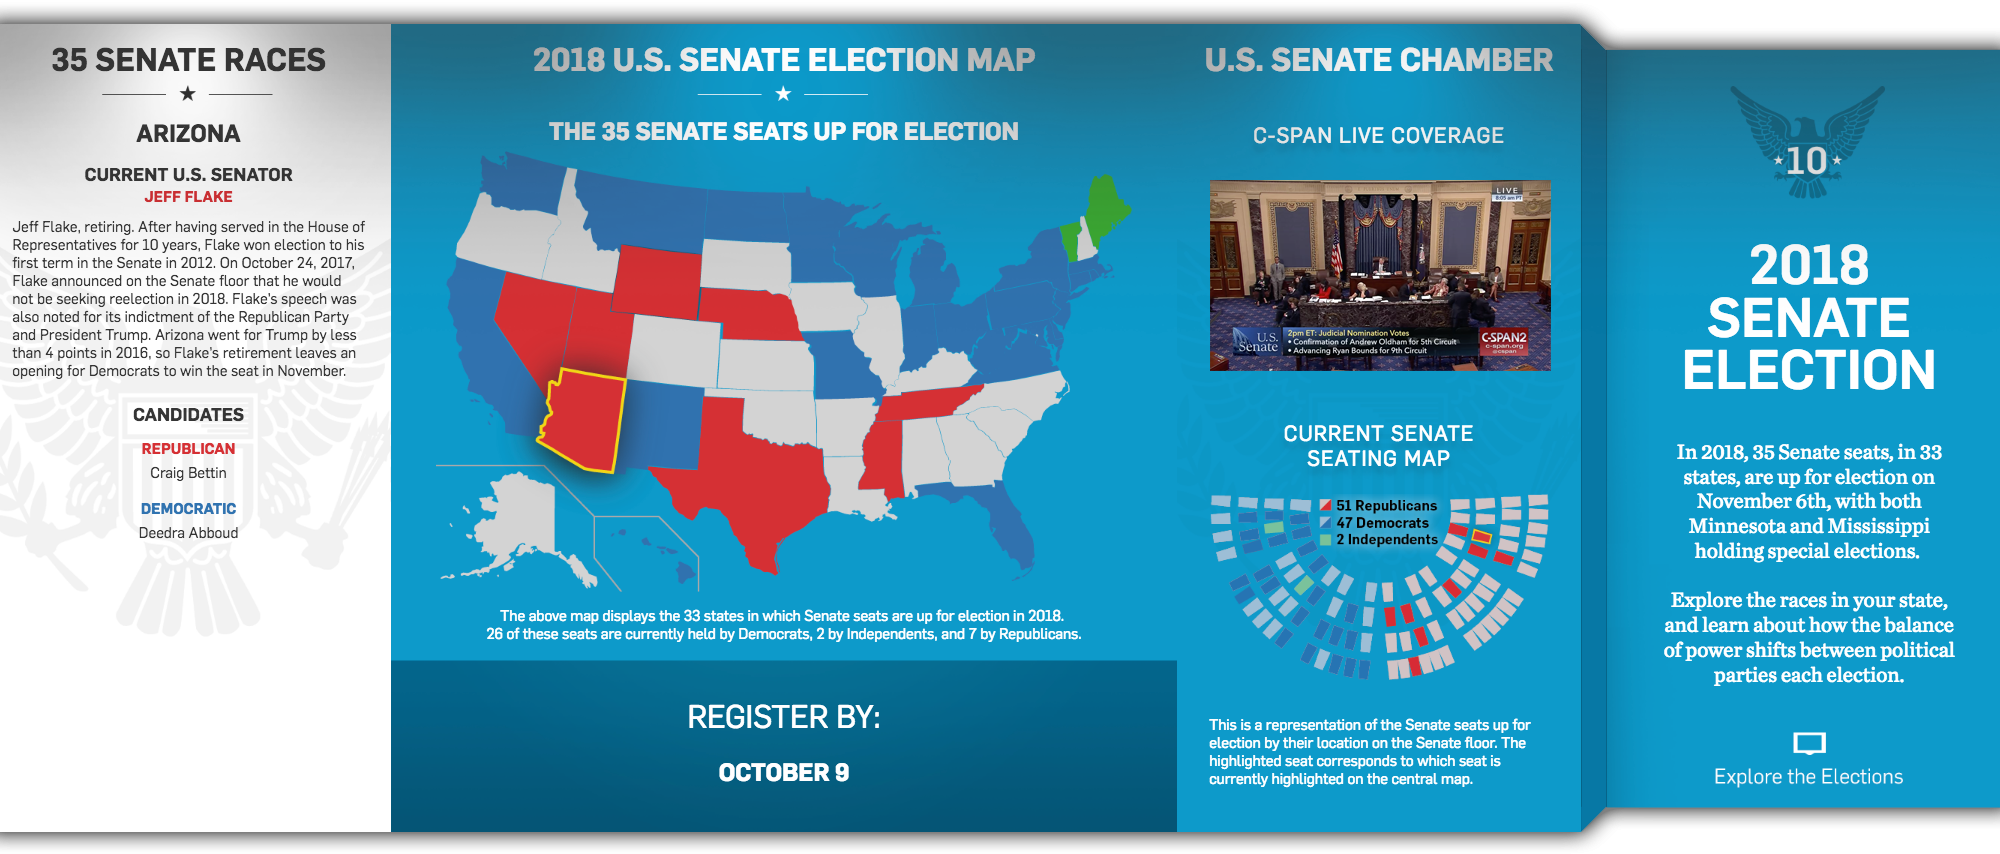 35 SENATE RACES
ARIZONA
CURRENT U.S. SENATOR
JEFF FLAKE
Jeff Flake, retiring. After having served in the House of
Representatives for 10 years, Flake won election to his
first term in the Senate in 2012. On October 24, 2017,
Flake announced on the Senate floor that he would
not be seeking reelection in 2018. Flake's speech was
also noted for its indictment of the Republican Party
and President Trump. Arizona went for Trump by less
than 4 points in 2016, so Flake's retirement leaves an
opening for Democrats to win the seat in November.
CANDIDATES
REPUBLICAN
Craig Bettin
DEMOCRATIC
Deedra Abboud
2018 U.S. SENATE ELECTION MAP
THE 35 SENATE SEATS UP FOR ELECTION
The above map displays the 33 states in which Senate seats are up for election in 2018.
26 of these seats are currently held by Democrats, 2 by Independents, and 7 by Republicans.
REGISTER BY:
OCTOBER 9
U.S. SENATE CHAMBER
C-SPAN LIVE COVERAGE
LIVE
8:05 am PT
U.S.
Senate
2pm ET: Judicial Nomination Votes
• Confirmation of Andrew Oldham for 5th Circuit
• Advancing Ryan Bounds for 9th Circuit
C-SPAN2
c-span.org
@cspan
CURRENT SENATE
SEATING MAP
51 Republicans
47 Democrats
2 Independents
This is a representation of the Senate seats up for
election by their location on the Senate floor. The
highlighted seat corresponds to which seat is
currently highlighted on the central map.
10
2018
SENATE
ELECTION
In 2018, 35 Senate seats, in 33
states, are up for election on
November 6th, with both
Minnesota and Mississippi
holding special elections.
Explore the races in your state,
and learn about how the balance
of power shifts between political
parties each election.
Explore the Elections